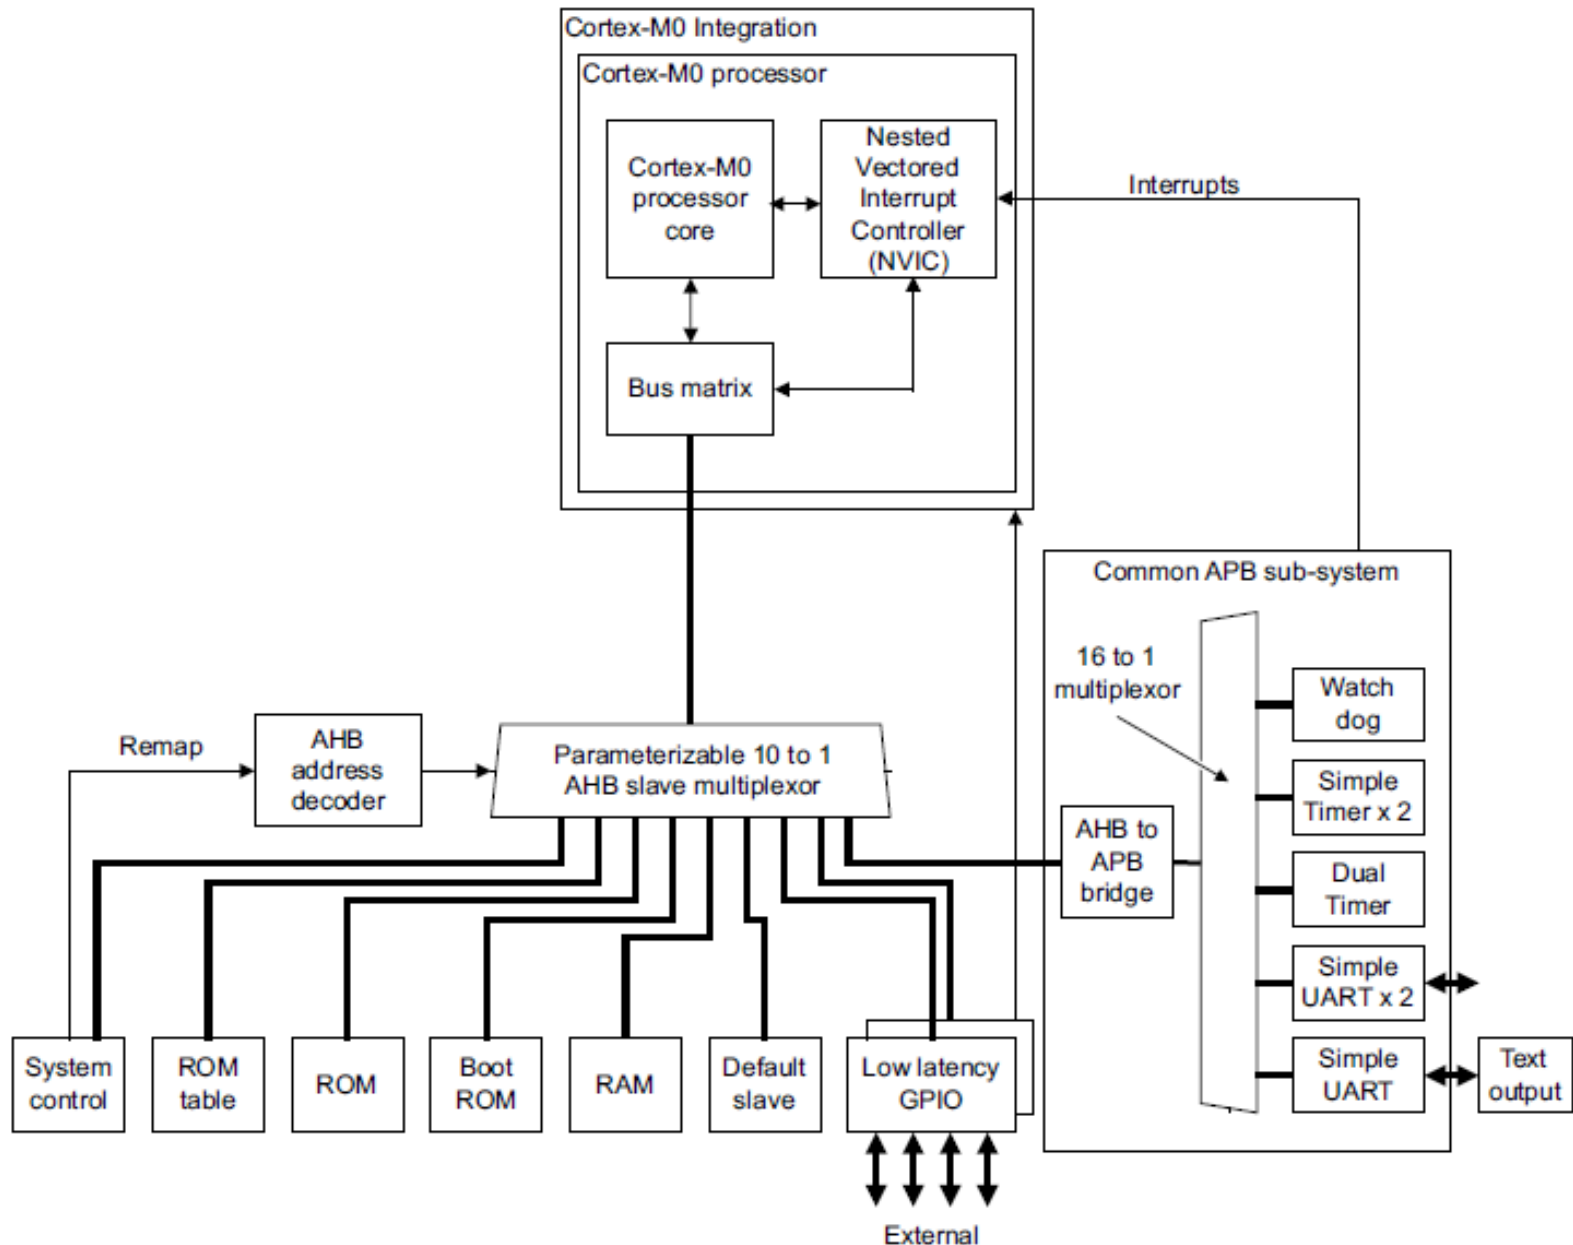 Cortex-M0 Integration
Cortex-M0 processor
Cortex-M0
processor
core
Nested
Vectored
Interrupt
Controller
(NVIC)
Interrupts
Bus matrix
Common APB sub-system
16 to 1
multiplexor
Watch
dog
Simple
Timer x 2
Dual
Timer
Simple
UART x 2
Simple
UART
Text
output
AHB to
APB
bridge
Remap
AHB
address
decoder
Parameterizable 10 to 1
AHB slave multiplexor
System
control
ROM
table
ROM
Boot
ROM
RAM
Default
slave
Low latency
GPIO
External